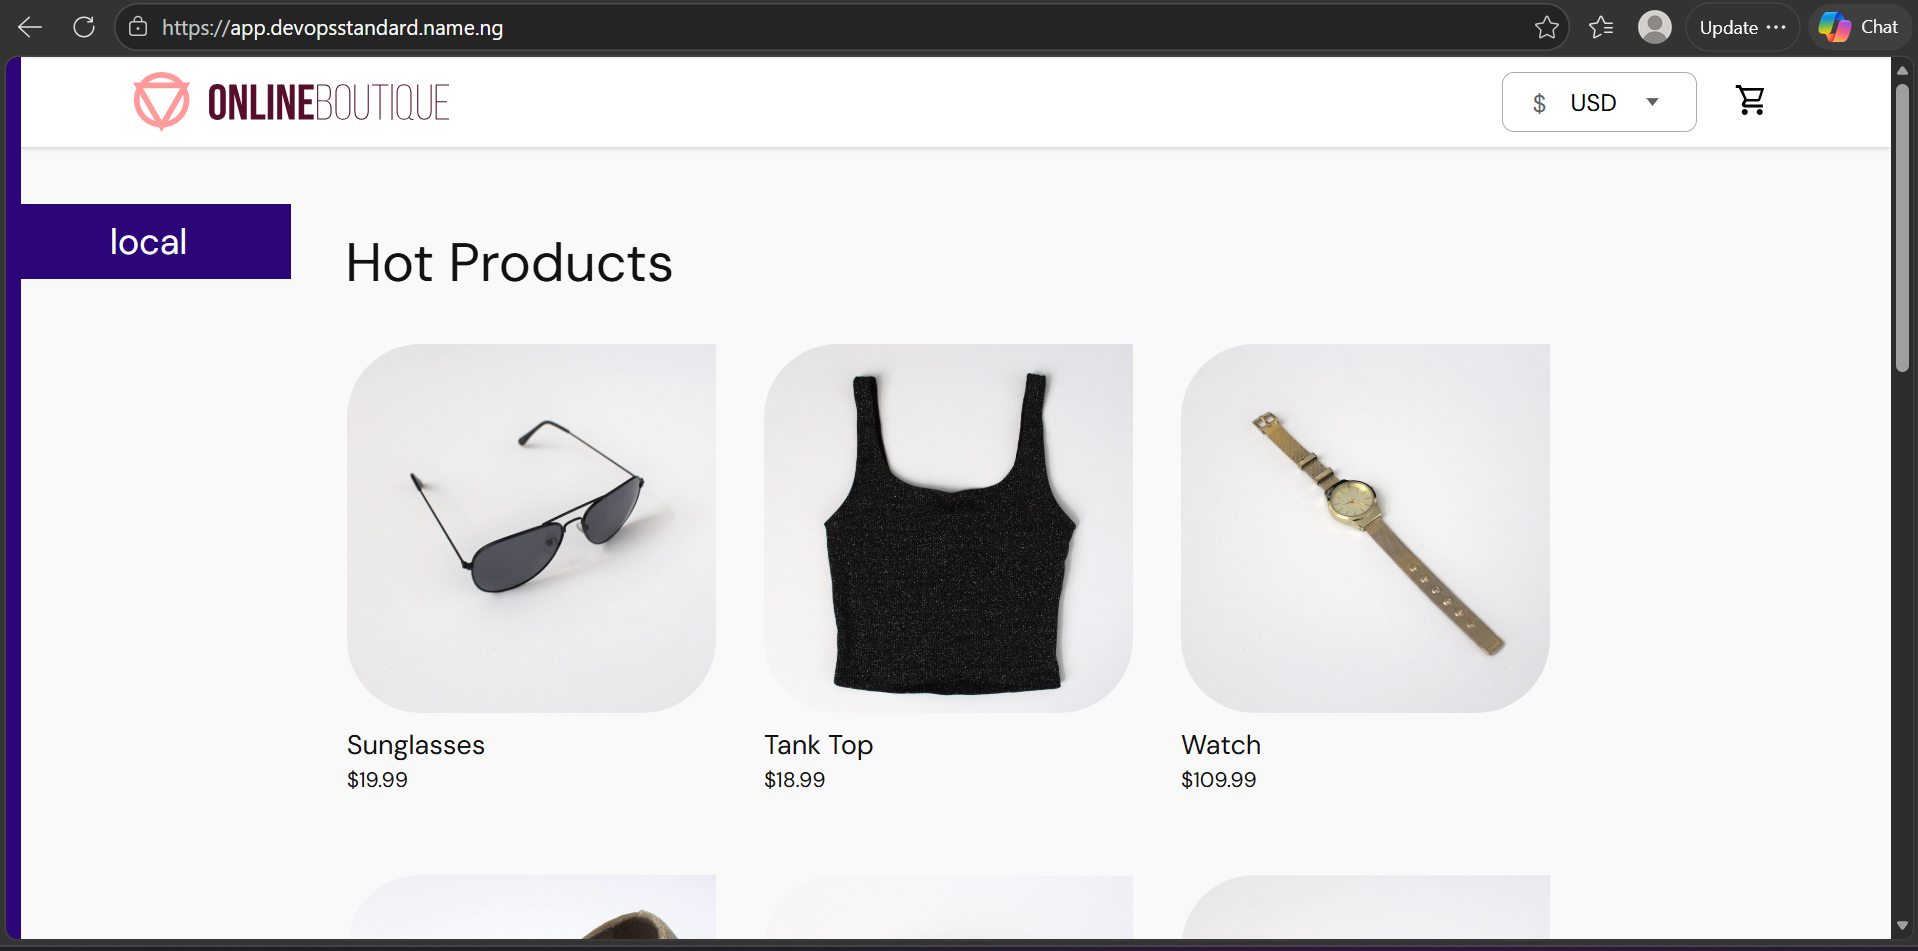 https://app.devopsstandard.name.ng
Update
Chat
ONLINEBOUTIQUE
$ USD
local
Hot Products
Sunglasses
$19.99
Tank Top
$18.99
Watch
$109.99